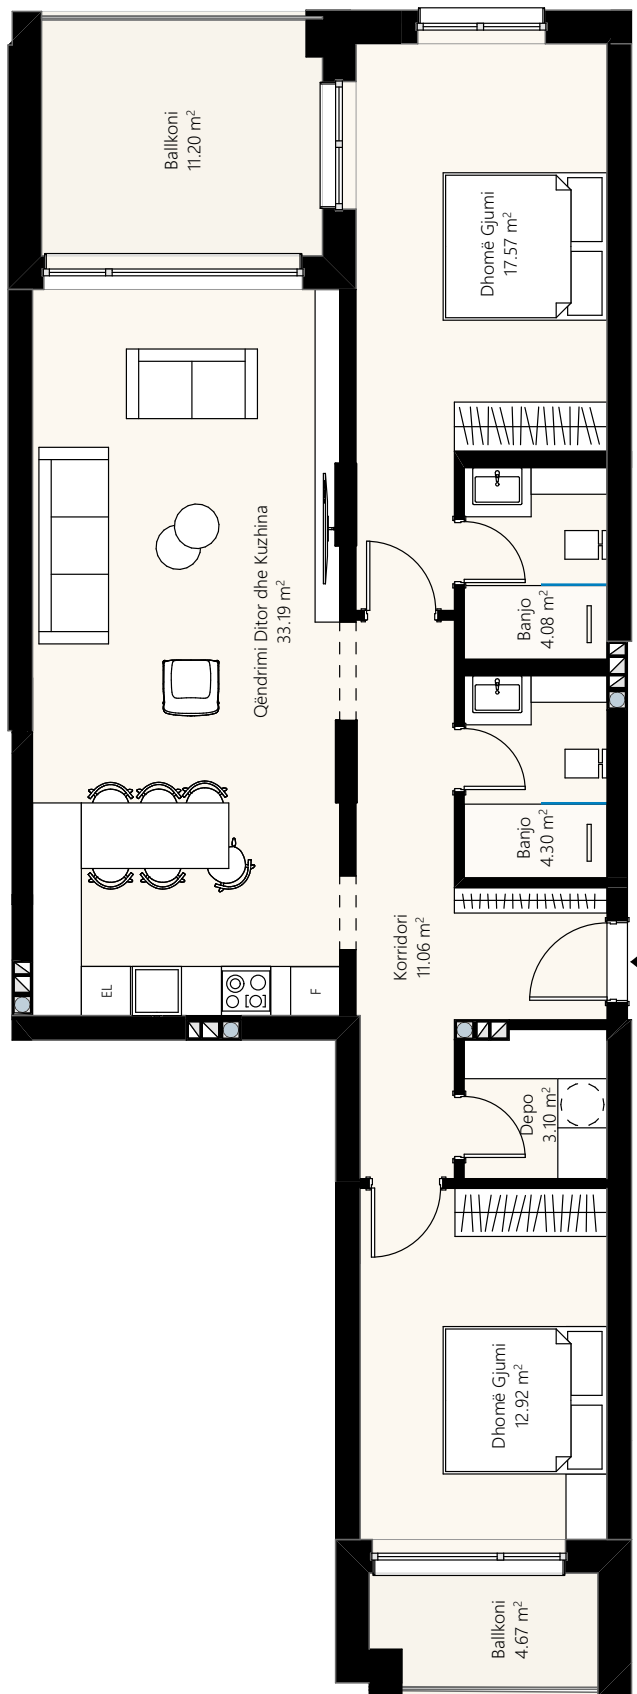 Ballkoni
11.20 m²
Dhomë Gjumi
17.57 m²
Qëndrimi Ditor dhe Kuzhina
33.19 m²
Banjo
4.08 m²
Banjo
4.30 m²
Korridori
11.06 m²
EL
F
Depo
3.10 m²
Dhomë Gjumi
12.92 m²
Ballkoni
4.67 m²